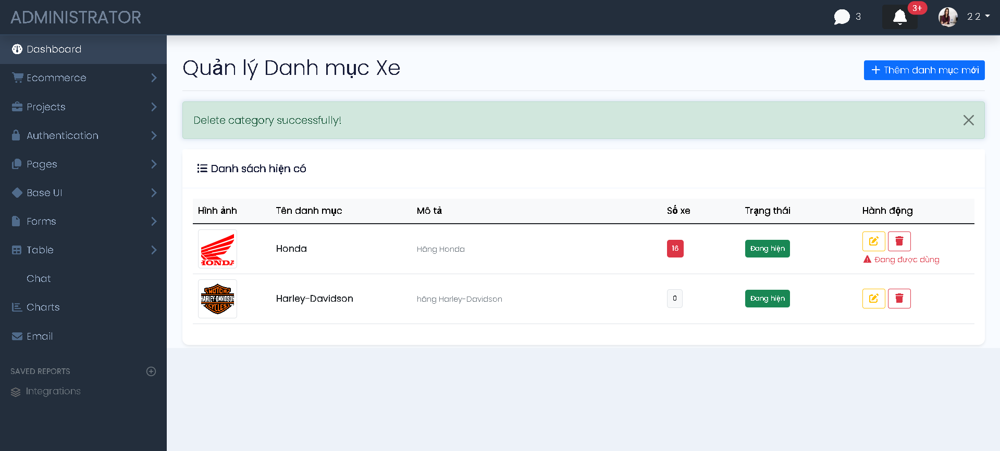 ADMINISTRATOR
3
3+
2 2
Dashboard
Ecommerce
Projects
Authentication
Pages
Base UI
Forms
Table
Chat
Charts
Email
SAVED REPORTS
Integrations
Quản lý Danh mục Xe
Thêm danh mục mới
Delete category successfully!
Danh sách hiện có
Hình ảnh Tên danh mục Mô tả Số xe Trạng thái Hành động
HONDA Honda Hãng Honda 16 Đang hiện
Đang được dùng
MOTOR
HARLEY-DAVIDSON
CYCLES
Harley-Davidson hãng Harley-Davidson 0 Đang hiện